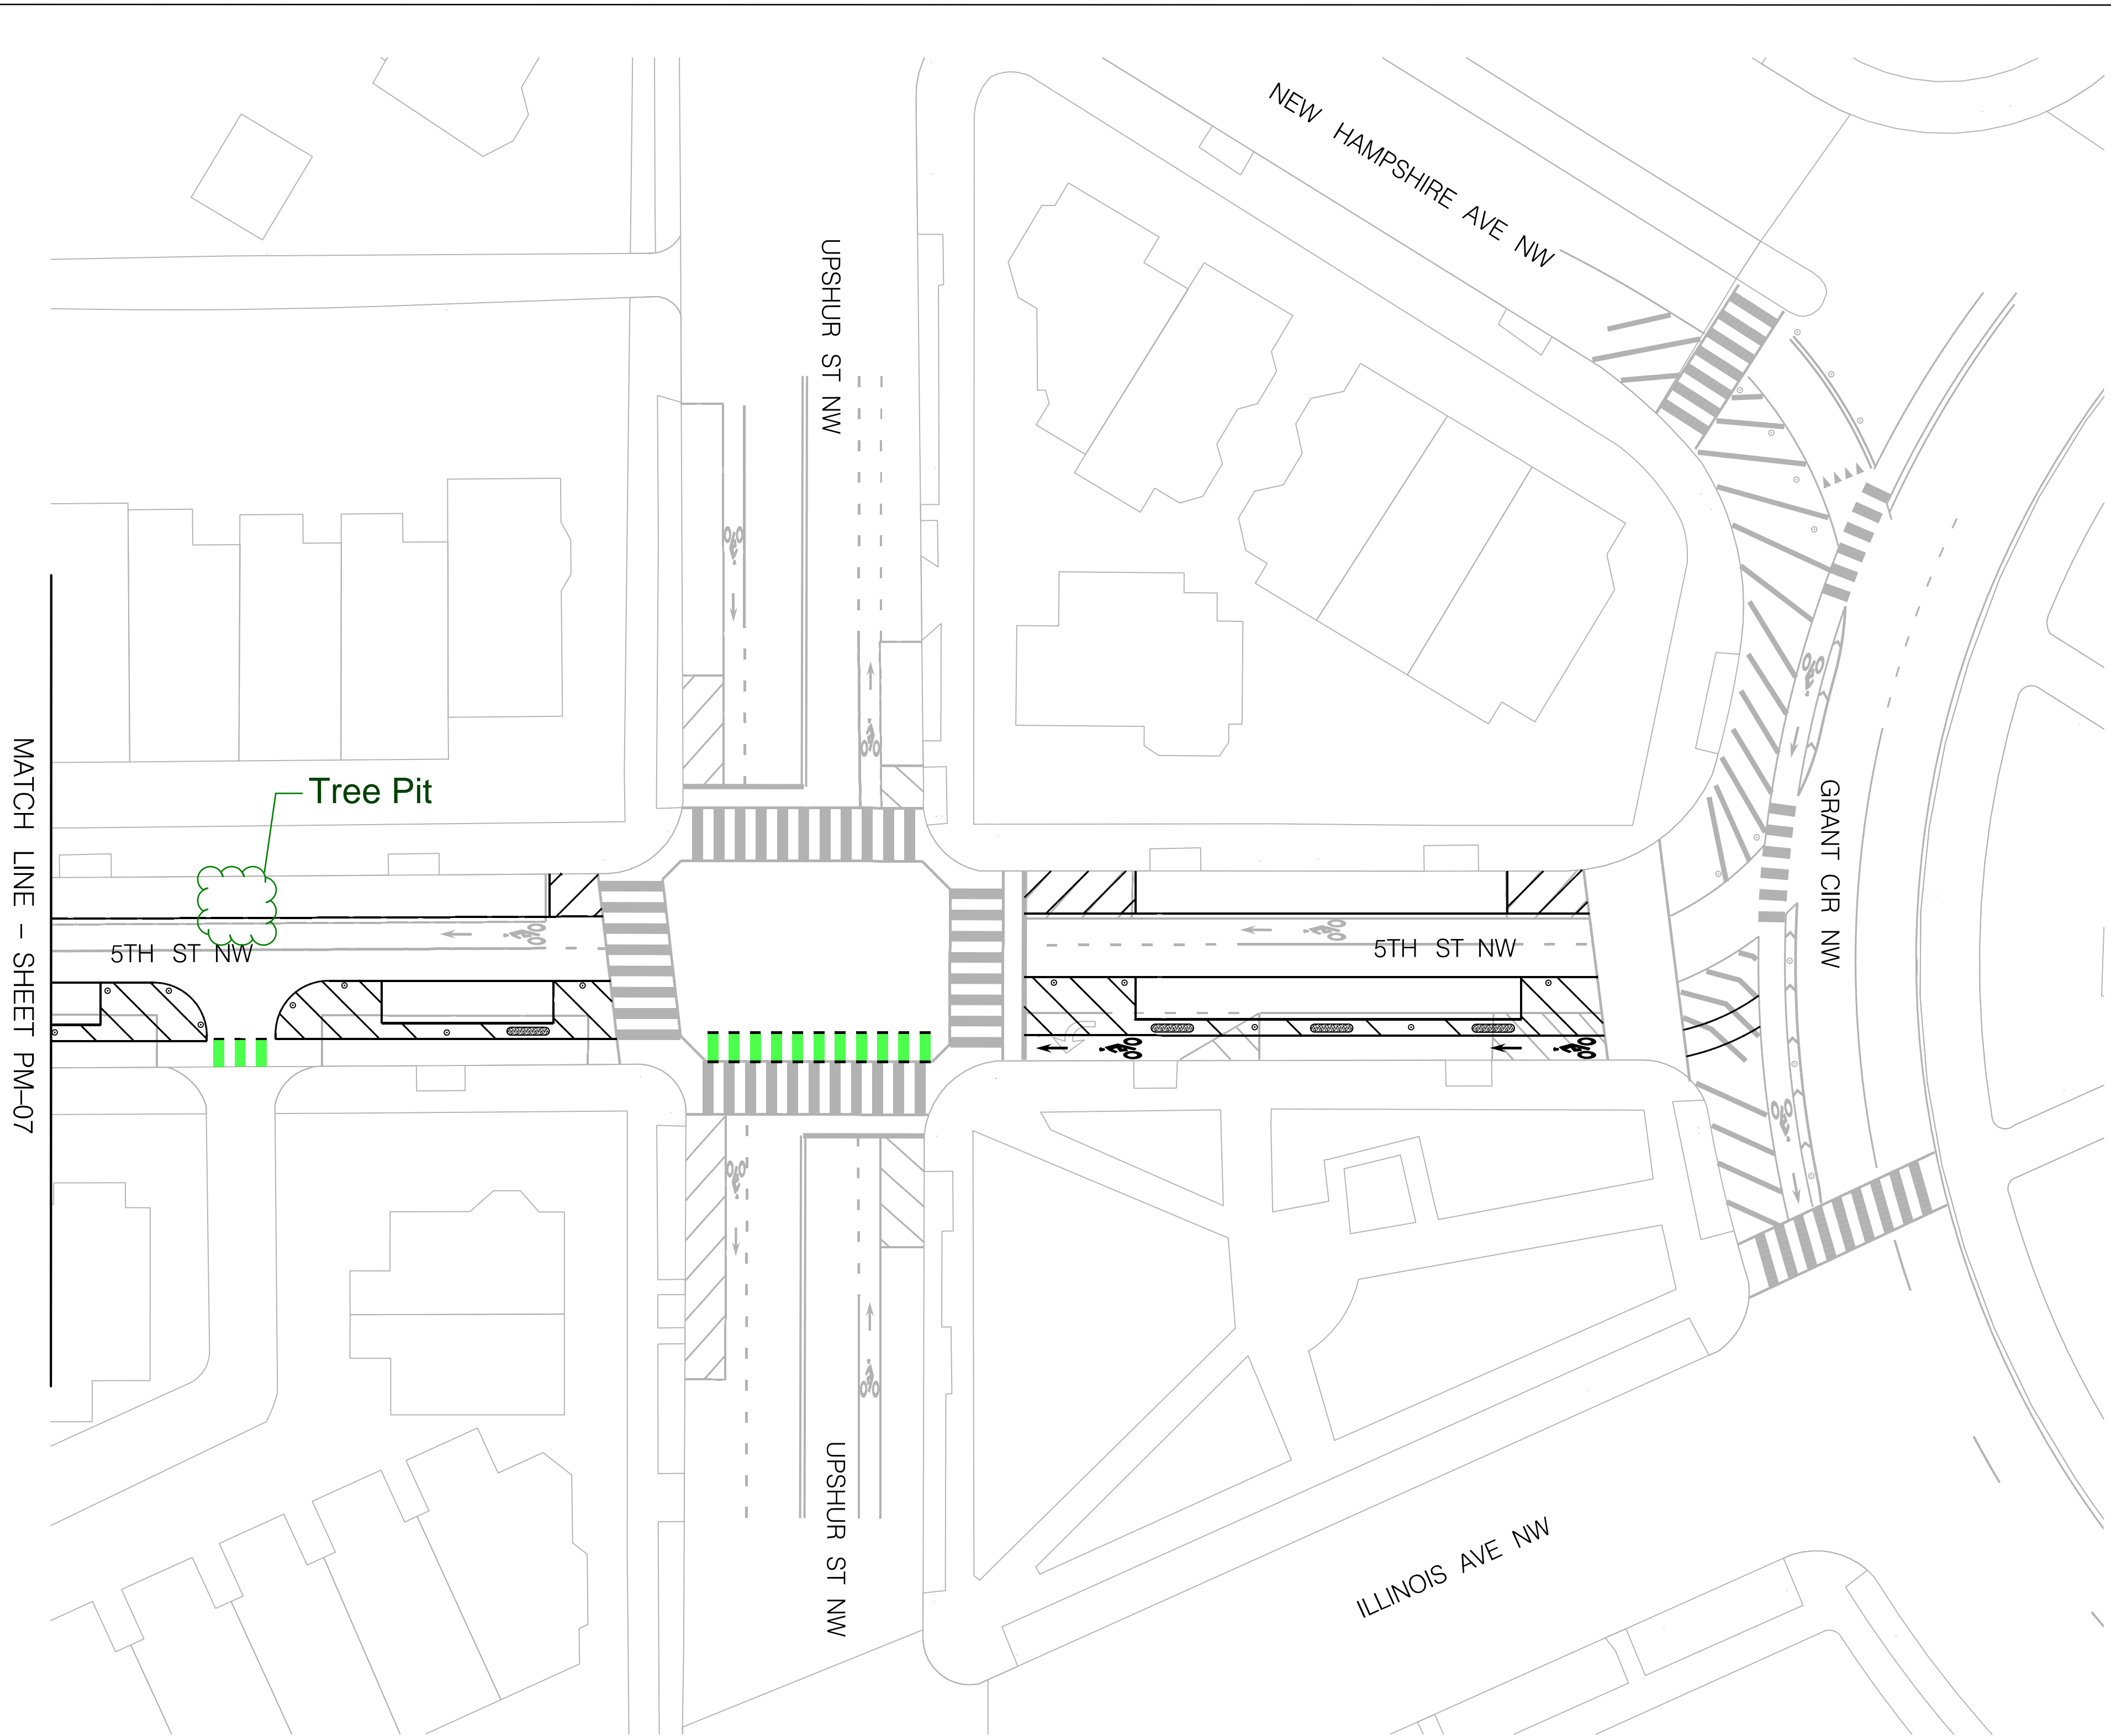 NEW HAMPSHIRE AVE NW
UPSHUR ST NW
Tree Pit
GRANT CIR NW
MATCH LINE – SHEET PM–07
5TH ST NW
5TH ST NW
UPSHUR ST NW
ILLINOIS AVE NW